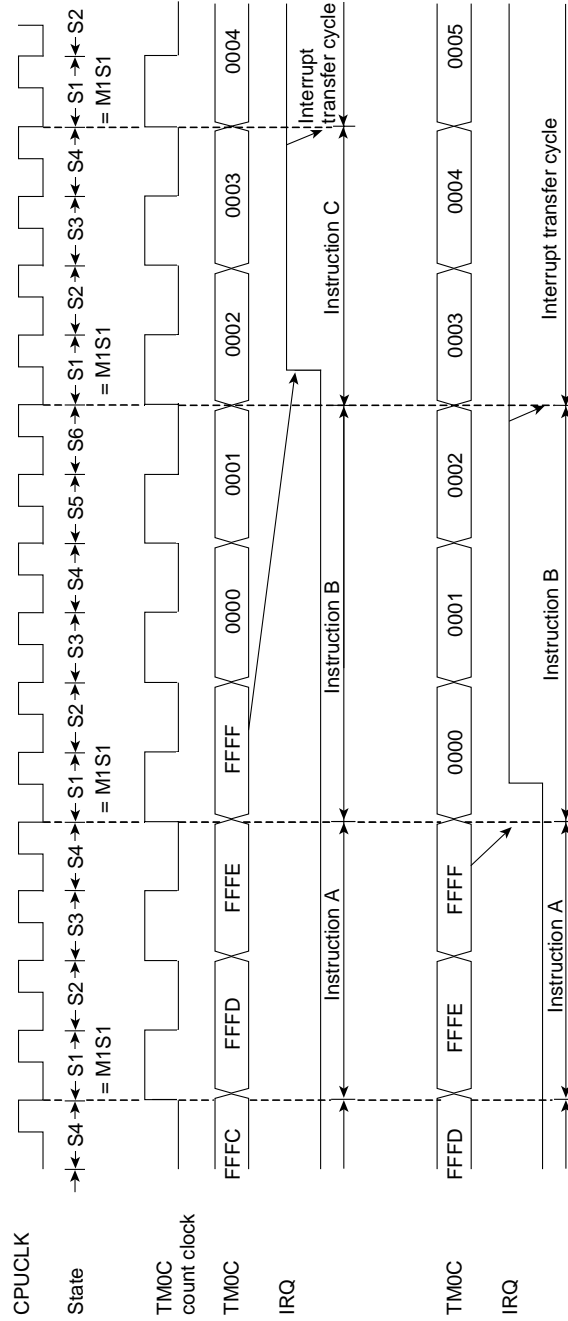 CPUCLK
State S4 S1 S2 S3 S4 S1 S2 S3 S4 S5 S6 S1 S2 S3 S4 S1 S2
= M1S1 = M1S1 = M1S1 = M1S1
TM0C
count clock
TM0C FFFC FFFD FFFE FFFF 0000 0001 0002 0003 0004
IRQ
Interrupt
transfer cycle
Instruction A Instruction B Instruction C
TM0C FFFD FFFE FFFF 0000 0001 0002 0003 0004 0005
IRQ
Instruction A Instruction B Interrupt transfer cycle